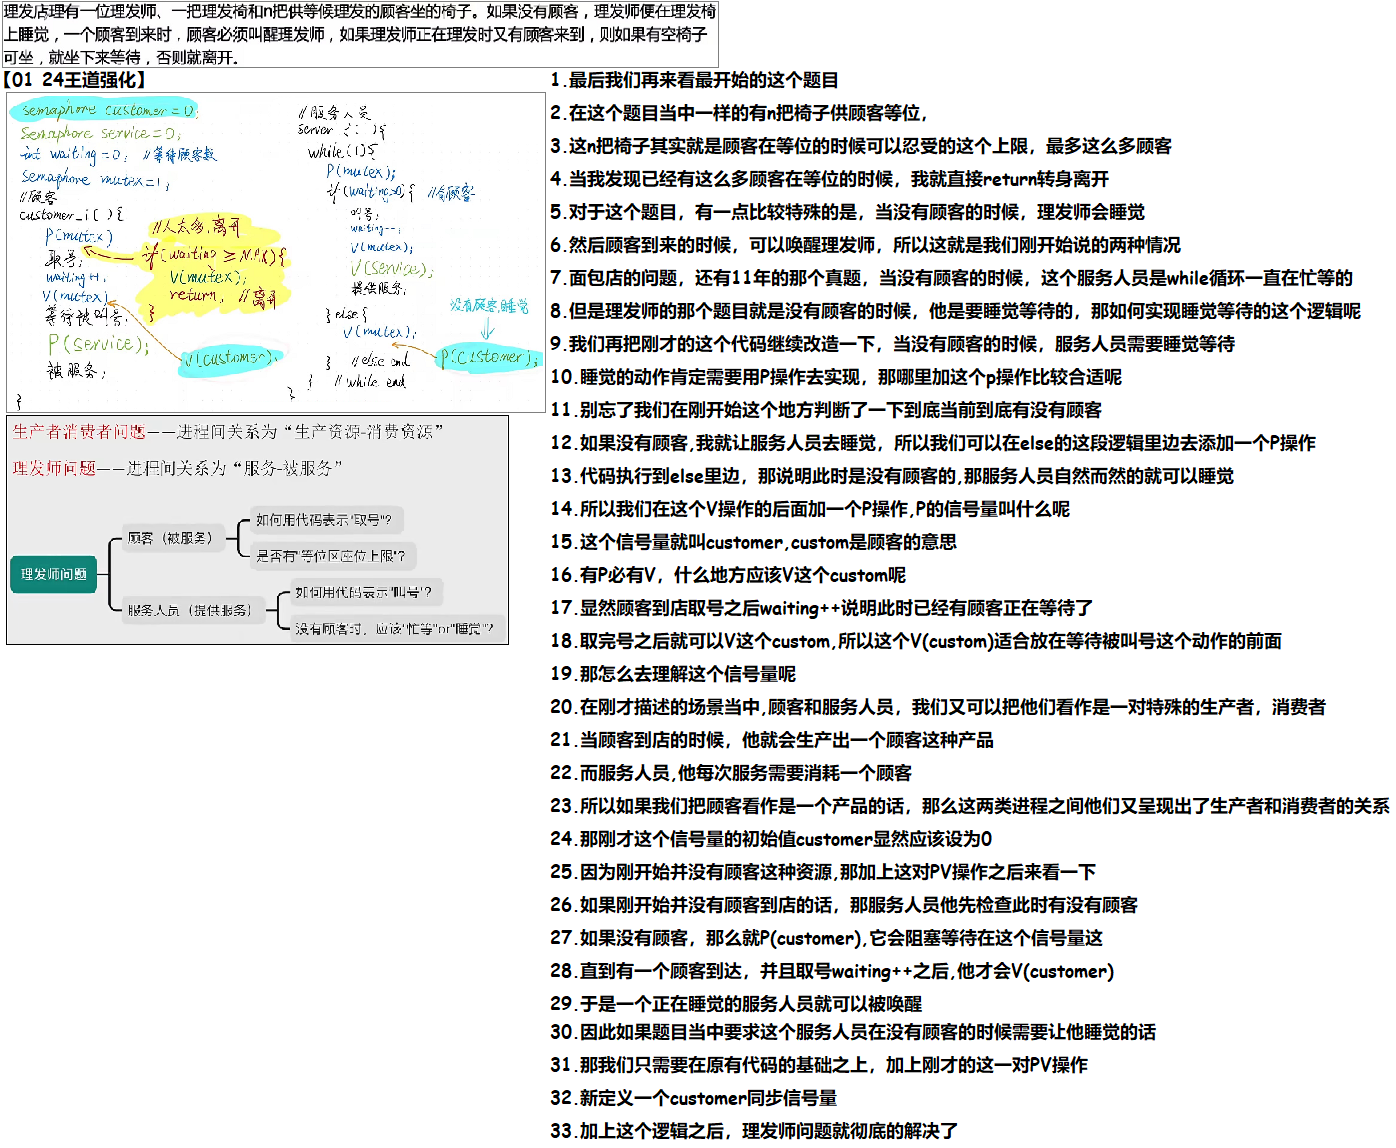 理发店理有一位理发师、一把理发椅和n把供等候理发的顾客坐的椅子。如果没有顾客，理发师便在理发椅
上睡觉，一个顾客到来时，顾客必须叫醒理发师，如果理发师正在理发时又有顾客来到，则如果有空椅子
可坐，就坐下来等待，否则就离开。
【01 24王道强化】
semaphore customer = 0;
Semaphore service = 0;
int waiting = 0; //等待顾客数
Semaphore mutex = 1;
//顾客
customer_i(){
P(mutex)
取号;
waiting++;
V(mutex)
等待被叫号;
P(service);
被服务;
}
//人太多,离开
if(waiting ≥ N人){
V(mutex);
return; //离开
}
V(customer);
//服务人员
server_i(){
while(1){
P(mutex);
if(waiting>0){ //有顾客
叫号;
waiting--;
V(mutex);
V(service);
提供服务;
}else{
V(mutex);
} //else end
} //while end
}
没有顾客,睡觉
P(customer);
生产者消费者问题——进程间关系为“生产资源-消费资源”
理发师问题——进程间关系为“服务-被服务”
理发师问题
顾客（被服务）
如何用代码表示"取号"？
是否有"等位区座位上限"？
服务人员（提供服务）
如何用代码表示"叫号"？
没有顾客时，应该"忙等"or"睡觉"？
1.最后我们再来看最开始的这个题目
2.在这个题目当中一样的有n把椅子供顾客等位，
3.这n把椅子其实就是顾客在等位的时候可以忍受的这个上限，最多这么多顾客
4.当我发现已经有这么多顾客在等位的时候，我就直接return转身离开
5.对于这个题目，有一点比较特殊的是，当没有顾客的时候，理发师会睡觉
6.然后顾客到来的时候，可以唤醒理发师，所以这就是我们刚开始说的两种情况
7.面包店的问题，还有11年的那个真题，当没有顾客的时候，这个服务人员是while循环一直在忙等的
8.但是理发师的那个题目就是没有顾客的时候，他是要睡觉等待的，那如何实现睡觉等待的这个逻辑呢
9.我们再把刚才的这个代码继续改造一下，当没有顾客的时候，服务人员需要睡觉等待
10.睡觉的动作肯定需要用P操作去实现，那哪里加这个p操作比较合适呢
11.别忘了我们在刚开始这个地方判断了一下到底当前到底有没有顾客
12.如果没有顾客,我就让服务人员去睡觉，所以我们可以在else的这段逻辑里边去添加一个P操作
13.代码执行到else里边，那说明此时是没有顾客的,那服务人员自然而然的就可以睡觉
14.所以我们在这个V操作的后面加一个P操作,P的信号量叫什么呢
15.这个信号量就叫customer,custom是顾客的意思
16.有P必有V，什么地方应该V这个custom呢
17.显然顾客到店取号之后waiting++说明此时已经有顾客正在等待了
18.取完号之后就可以V这个custom,所以这个V(custom)适合放在等待被叫号这个动作的前面
19.那怎么去理解这个信号量呢
20.在刚才描述的场景当中,顾客和服务人员，我们又可以把他们看作是一对特殊的生产者，消费者
21.当顾客到店的时候，他就会生产出一个顾客这种产品
22.而服务人员,他每次服务需要消耗一个顾客
23.所以如果我们把顾客看作是一个产品的话，那么这两类进程之间他们又呈现出了生产者和消费者的关系
24.那刚才这个信号量的初始值customer显然应该设为0
25.因为刚开始并没有顾客这种资源,那加上这对PV操作之后来看一下
26.如果刚开始并没有顾客到店的话，那服务人员他先检查此时有没有顾客
27.如果没有顾客，那么就P(customer),它会阻塞等待在这个信号量这
28.直到有一个顾客到达，并且取号waiting++之后,他才会V(customer)
29.于是一个正在睡觉的服务人员就可以被唤醒
30.因此如果题目当中要求这个服务人员在没有顾客的时候需要让他睡觉的话
31.那我们只需要在原有代码的基础之上，加上刚才的这一对PV操作
32.新定义一个customer同步信号量
33.加上这个逻辑之后，理发师问题就彻底的解决了